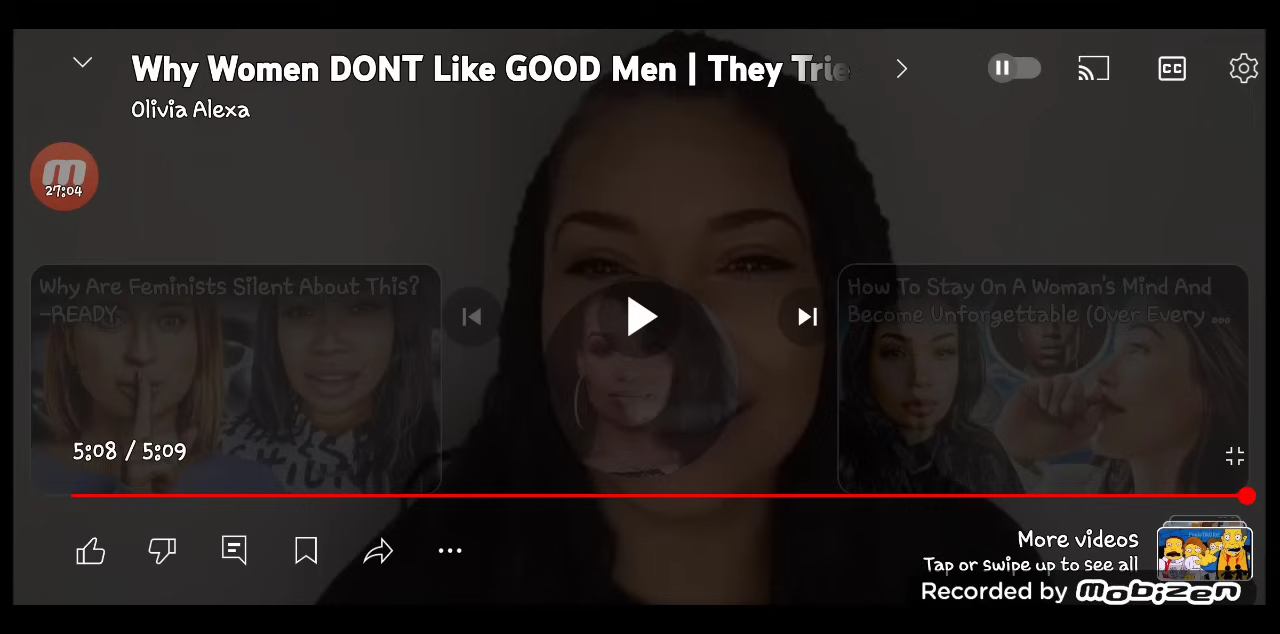 Why Women DONT Like GOOD Men | They Trie
Olivia Alexa
CC
m
27:04
Why Are Feminists Silent About This?
-READY
How To Stay On A Woman's Mind And
Become Unforgettable (Over Every ...
5:08 / 5:09
More videos
Tap or swipe up to see all
Recorded by mobizen